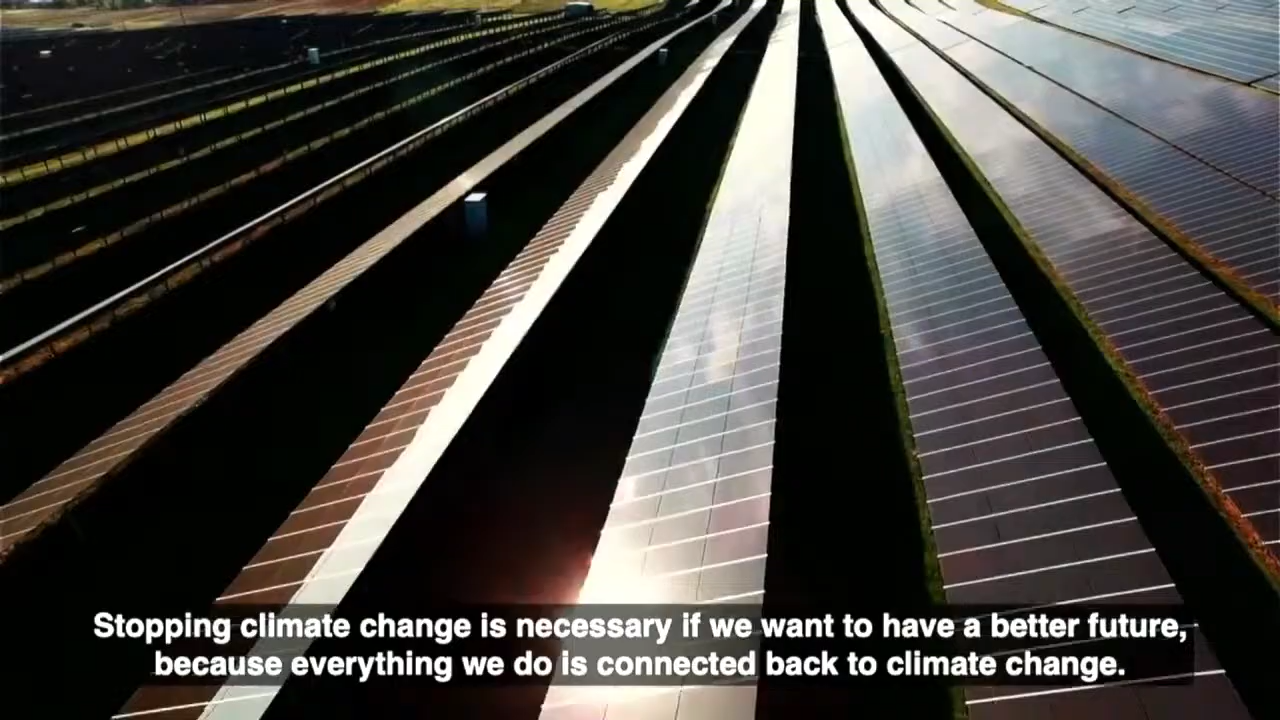 Stopping climate change is necessary if we want to have a better future,
because everything we do is connected back to climate change.